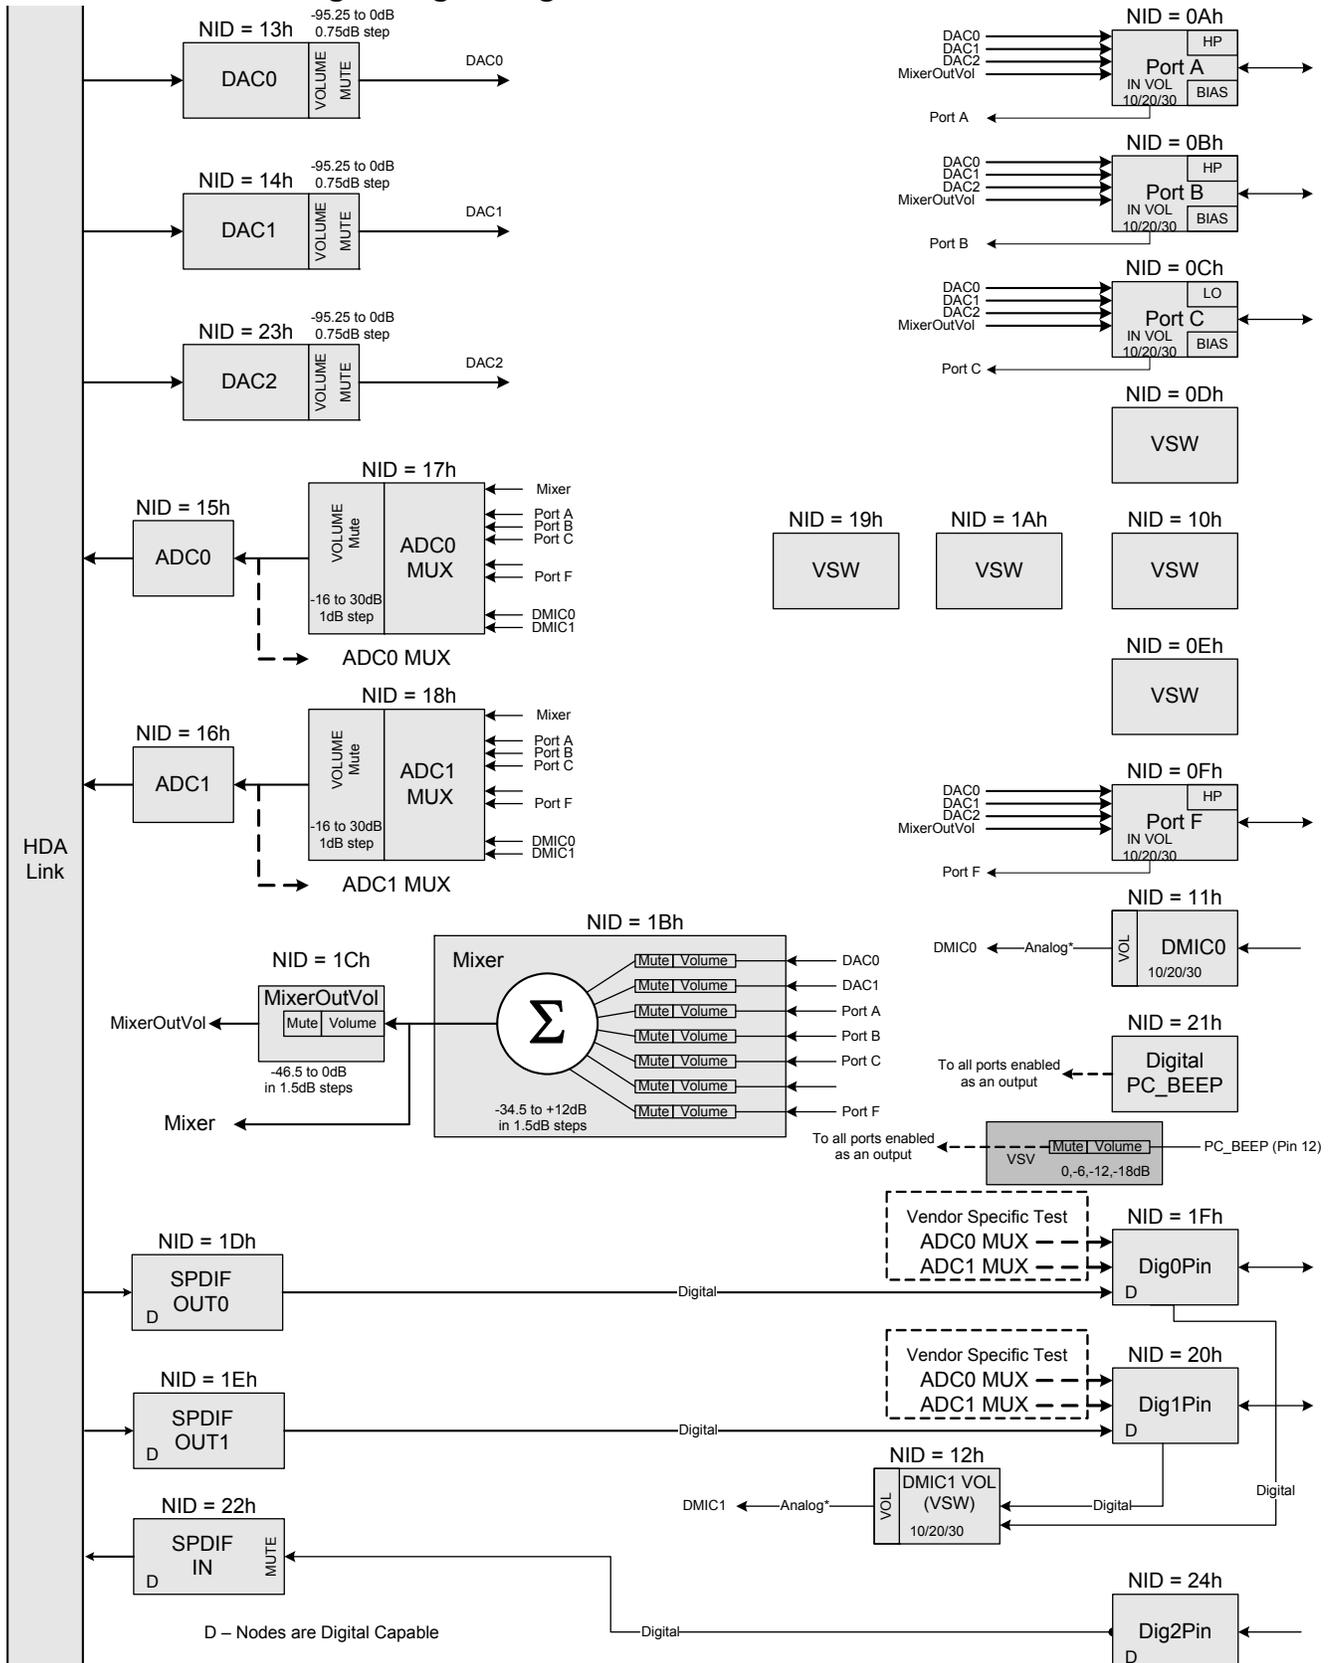 NID = 13h
-95.25 to 0dB
0.75dB step
DAC0
VOLUME
MUTE
DAC0
NID = 14h
-95.25 to 0dB
0.75dB step
DAC1
VOLUME
MUTE
DAC1
NID = 23h
-95.25 to 0dB
0.75dB step
DAC2
VOLUME
MUTE
DAC2
NID = 0Ah
DAC0
DAC1
DAC2
MixerOutVol
HP
Port A
IN VOL
10/20/30
BIAS
Port A
NID = 0Bh
DAC0
DAC1
DAC2
MixerOutVol
HP
Port B
IN VOL
10/20/30
BIAS
Port B
NID = 0Ch
DAC0
DAC1
DAC2
MixerOutVol
LO
Port C
IN VOL
10/20/30
BIAS
Port C
NID = 0Dh
VSW
NID = 17h
NID = 15h
ADC0
VOLUME
Mute
-16 to 30dB
1dB step
ADC0
MUX
Mixer
Port A
Port B
Port C
Port F
DMIC0
DMIC1
ADC0 MUX
NID = 19h
VSW
NID = 1Ah
VSW
NID = 10h
VSW
NID = 0Eh
VSW
NID = 18h
NID = 16h
ADC1
VOLUME
Mute
-16 to 30dB
1dB step
ADC1
MUX
Mixer
Port A
Port B
Port C
Port F
DMIC0
DMIC1
ADC1 MUX
HDA
Link
NID = 0Fh
DAC0
DAC1
DAC2
MixerOutVol
HP
Port F
IN VOL
10/20/30
Port F
NID = 11h
DMIC0
Analog*
VOL
DMIC0
10/20/30
NID = 1Bh
Mixer
Σ
Mute Volume
DAC0
Mute Volume
DAC1
Mute Volume
Port A
Mute Volume
Port B
Mute Volume
Port C
Mute Volume
Mute Volume
Port F
-34.5 to +12dB
in 1.5dB steps
NID = 1Ch
MixerOutVol
Mute Volume
MixerOutVol
-46.5 to 0dB
in 1.5dB steps
Mixer
NID = 21h
Digital
PC_BEEP
To all ports enabled
as an output
To all ports enabled
as an output
VSV
Mute Volume
0,-6,-12,-18dB
PC_BEEP (Pin 12)
NID = 1Dh
SPDIF
OUT0
D
Digital
Vendor Specific Test
ADC0 MUX
ADC1 MUX
NID = 1Fh
Dig0Pin
D
NID = 1Eh
SPDIF
OUT1
D
Digital
Vendor Specific Test
ADC0 MUX
ADC1 MUX
NID = 20h
Dig1Pin
D
NID = 12h
DMIC1
Analog*
VOL
DMIC1 VOL
(VSW)
10/20/30
Digital
Digital
NID = 22h
SPDIF
IN
D
MUTE
Digital
NID = 24h
Dig2Pin
D
D – Nodes are Digital Capable